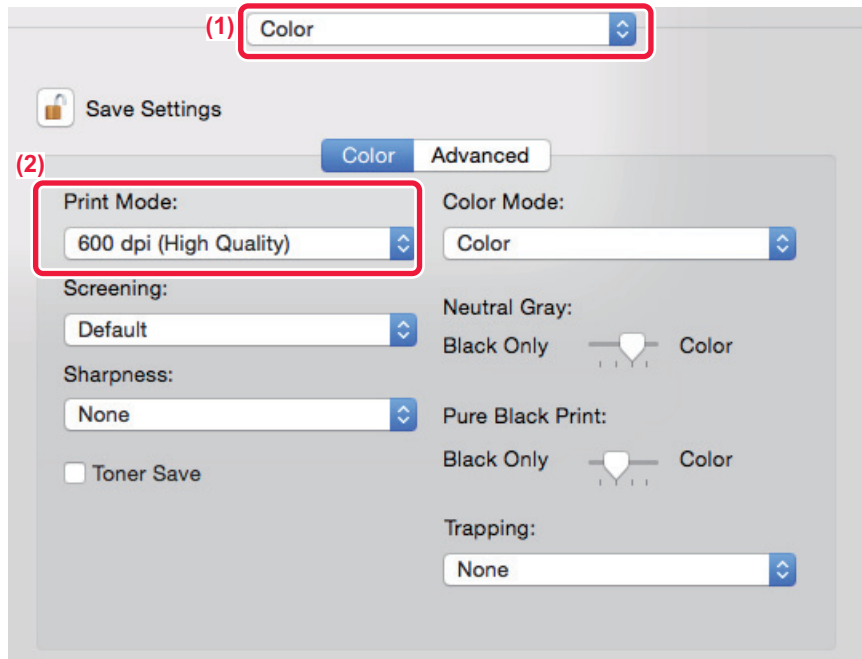 (1)
Color
Save Settings
Color Advanced
(2)
Print Mode:
600 dpi (High Quality)
Screening:
Default
Sharpness:
None
Toner Save
Color Mode:
Color
Neutral Gray:
Black Only Color
Pure Black Print:
Black Only Color
Trapping:
None